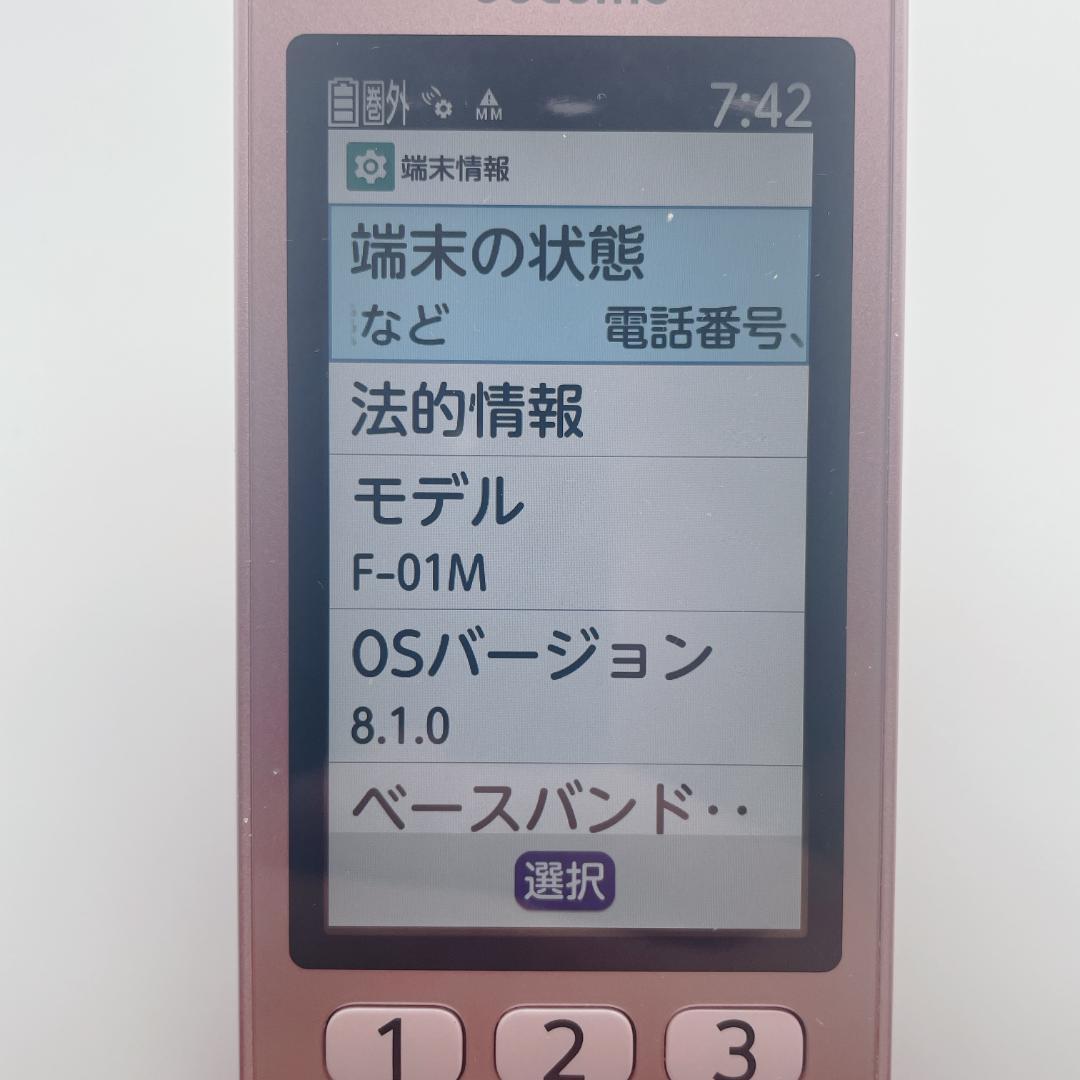 docomo
圏外 MM 7:42
端末情報
端末の状態
など 電話番号、
法的情報
モデル
F-01M
OSバージョン
8.1.0
ベースバンド‥
選択
1 2 3